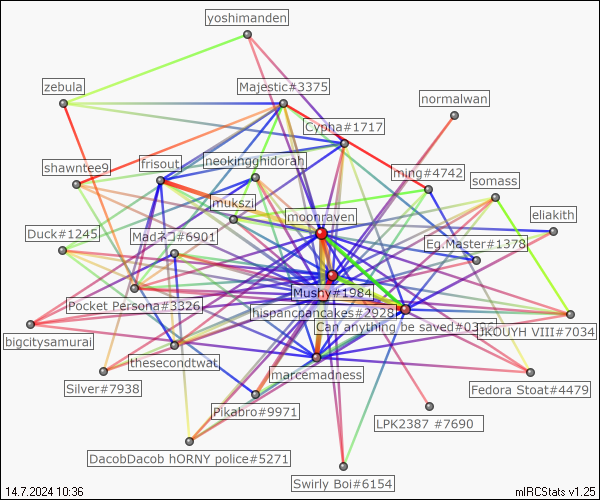 yoshimanden
zebula
Majestic#3375
normalwan
Cypha#1717
shawntee9
frisout
neokingghidorah
ming#4742
somass
mukszi
moonraven
eliakith
Duck#1245
Madネコ#6901
Eg.Master#1378
Mushy#1984
Pocket Persona#3326
hispancpancakes#2928
Can anything be saved#03
bigcitysamurai
KOUYH VIII#7034
thesecondtwat
marcemadness
Silver#7938
Fedora Stoat#4479
Pikabro#9971
LPK2387 #7690
DacobDacob hORNY police#5271
Swirly Boi#6154
14.7.2024 10:36
mIRCStats v1.25